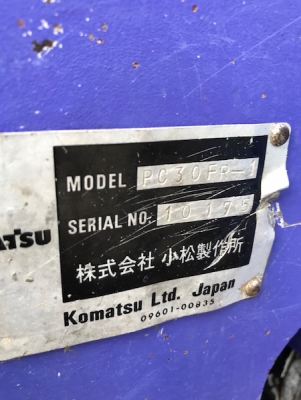 MODEL PC30FR-1
ATSU
SERIAL NO. 10175
株式会社 小松製作所
Komatsu Ltd. Japan
09601-00835